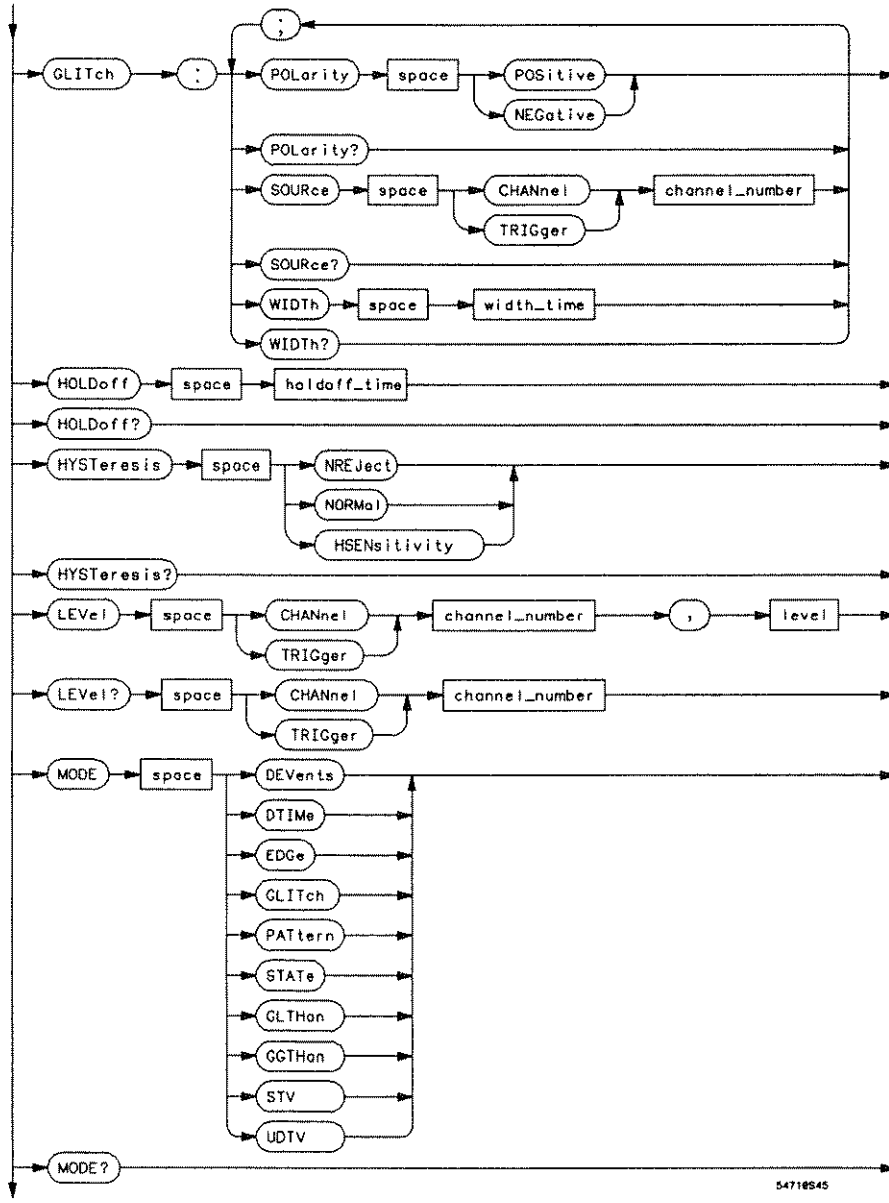 ;
GLITch : POLarity space POSitive
NEGative
POLarity?
SOURce space CHANnel channel_number
TRIGger
SOURce?
WIDTh space width_time
WIDTh?
HOLDoff space holdoff_time
HOLDoff?
HYSTeresis space NREJect
NORMal
HSENsitivity
HYSTeresis?
LEVel space CHANnel channel_number , level
TRIGger
LEVel? space CHANnel channel_number
TRIGger
MODE space DEVents
DTIMe
EDGe
GLITch
PATtern
STATe
GLTHan
GGTHan
STV
UDTV
MODE?
54710S45